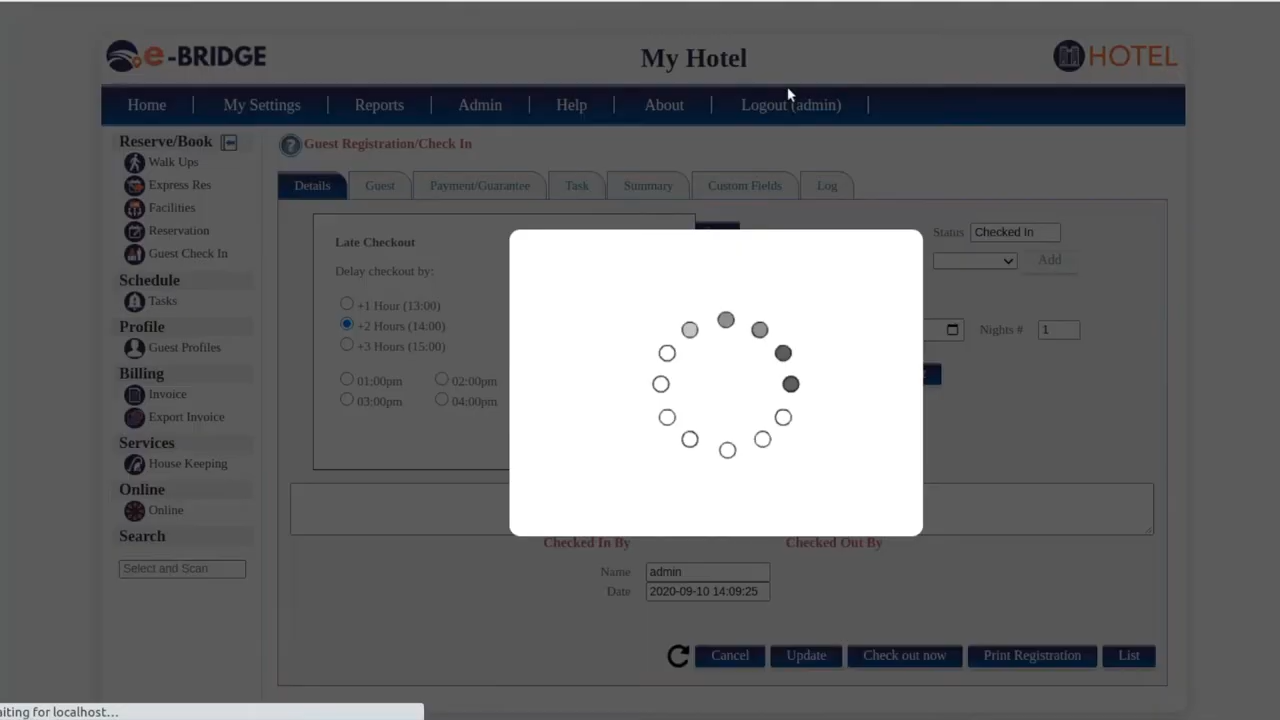 e-BRIDGE
My Hotel
HOTEL
Home
My Settings
Reports
Admin
Help
About
Logout (admin)
Reserve/Book
Walk Ups
Express Res
Facilities
Reservation
Guest Check In
Schedule
Tasks
Profile
Guest Profiles
Billing
Invoice
Export Invoice
Services
House Keeping
Online
Online
Search
Select and Scan
? Guest Registration/Check In
Details
Guest
Payment/Guarantee
Task
Summary
Custom Fields
Log
Late Checkout
Delay checkout by:
+1 Hour (13:00)
+2 Hours (14:00)
+3 Hours (15:00)
01:00pm 02:00pm
03:00pm 04:00pm
Status Checked In
Add
Nights # 1
Checked In By
Checked Out By
Name admin
Date 2020-09-10 14:09:25
Cancel
Update
Check out now
Print Registration
List
aiting for localhost...